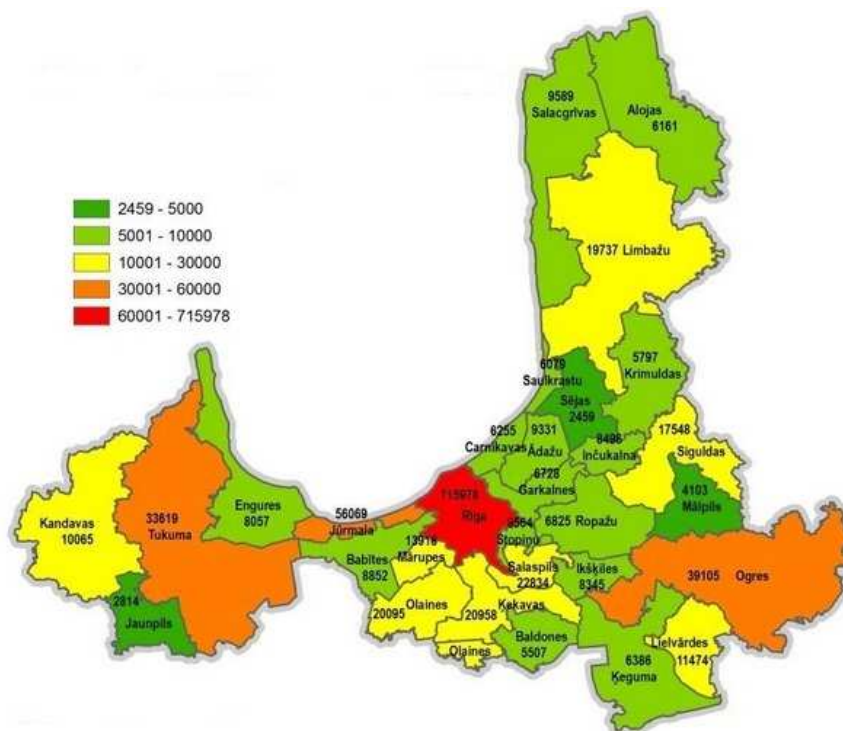 9589
Salacgrīvas
Alojas
6161
2459 - 5000
5001 - 10000
10001 - 30000
30001 - 60000
60001 - 715978
19737 Limbažu
5797
Krimuldas
6079
Saulkrastu
Sējas
2459
17548
Siguldas
6255
Carnikavas
9331
Ādažu
8496
Inčukalna
6728
Garkalnes
4103
Mālpils
Kandavas
10065
33619
Tukuma
Engures
8057
56069
Jūrmala
715978
Rīga
Stopiņu
6825 Ropažu
13918
Mārupes
Babītes
8852
Salaspils
22834
Ikšķiles
8345
39105 Ogres
2814
Jaunpils
20095 Olaines
20958 Ķekavas
Olaines
Baldones
5507
6386
Ķeguma
Lielvārdes
11474